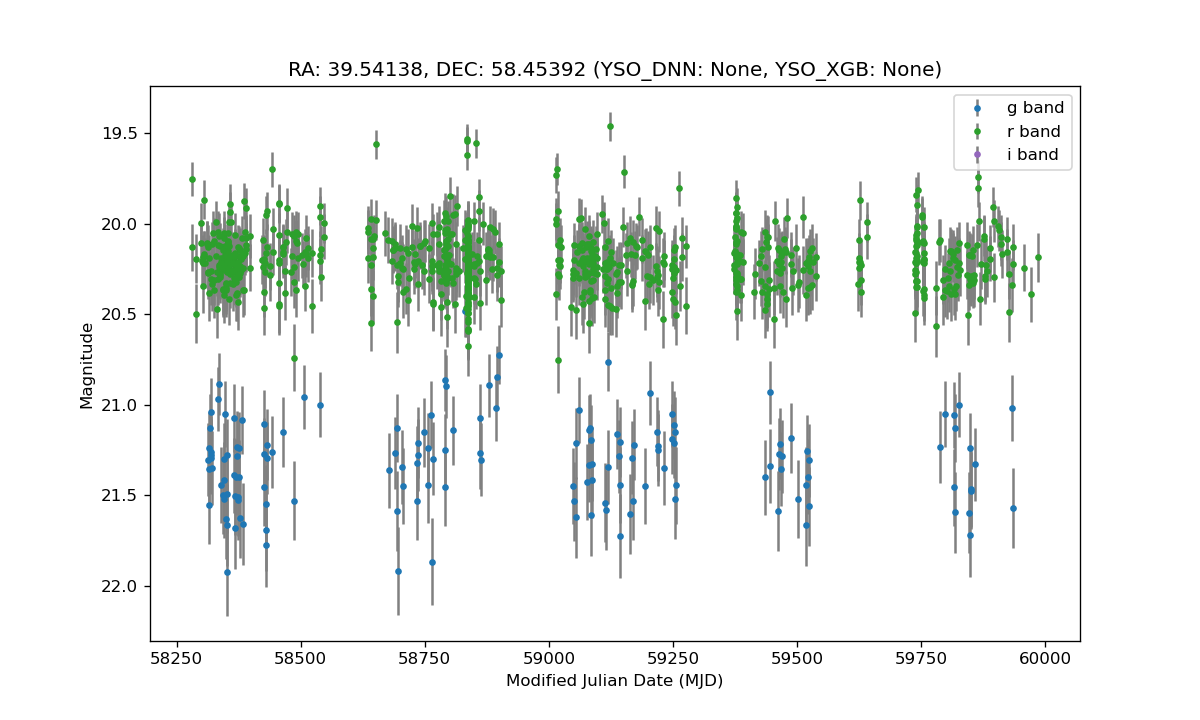 RA: 39.54138, DEC: 58.45392 (YSO_DNN: None, YSO_XGB: None)
g band
r band
i band
19.5
20.0
20.5
21.0
21.5
22.0
Magnitude
58250 58500 58750 59000 59250 59500 59750 60000
Modified Julian Date (MJD)